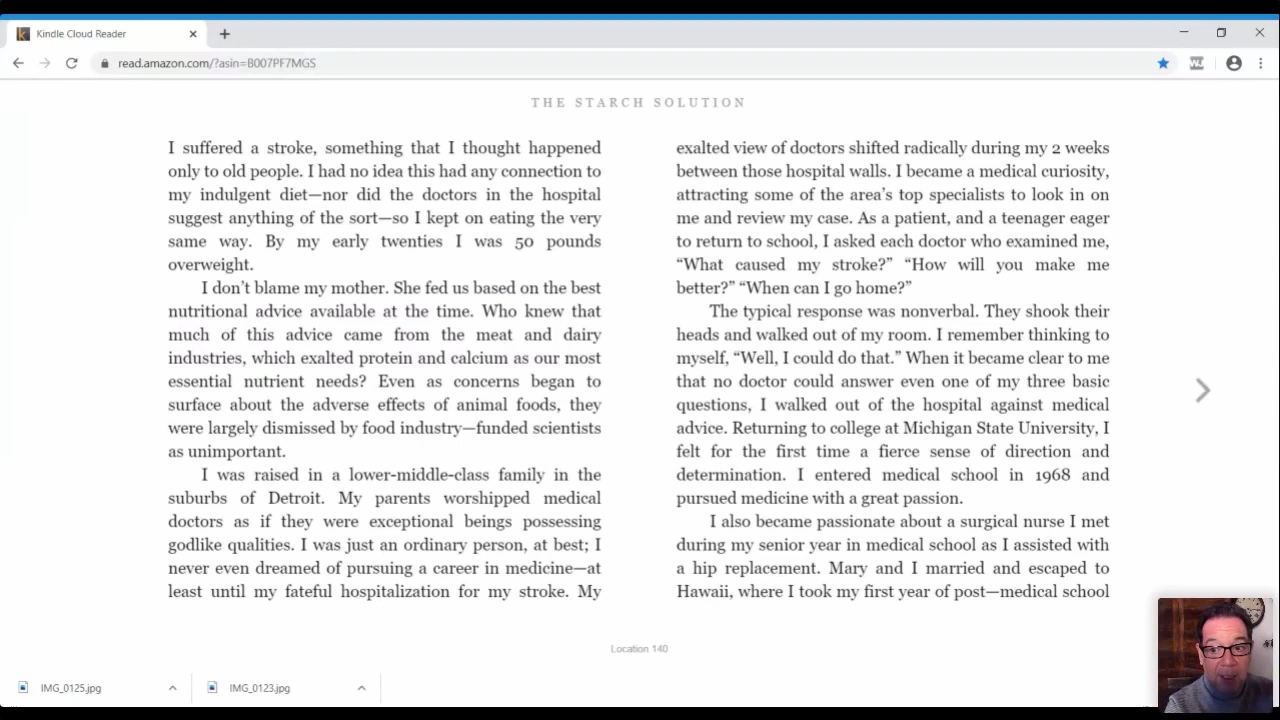 Kindle Cloud Reader
read.amazon.com/?asin=B007PF7MGS
THE STARCH SOLUTION
I suffered a stroke, something that I thought happened
only to old people. I had no idea this had any connection to
my indulgent diet—nor did the doctors in the hospital
suggest anything of the sort—so I kept on eating the very
same way. By my early twenties I was 50 pounds
overweight.
I don't blame my mother. She fed us based on the best
nutritional advice available at the time. Who knew that
much of this advice came from the meat and dairy
industries, which exalted protein and calcium as our most
essential nutrient needs? Even as concerns began to
surface about the adverse effects of animal foods, they
were largely dismissed by food industry—funded scientists
as unimportant.
I was raised in a lower-middle-class family in the
suburbs of Detroit. My parents worshipped medical
doctors as if they were exceptional beings possessing
godlike qualities. I was just an ordinary person, at best; I
never even dreamed of pursuing a career in medicine—at
least until my fateful hospitalization for my stroke. My
exalted view of doctors shifted radically during my 2 weeks
between those hospital walls. I became a medical curiosity,
attracting some of the area's top specialists to look in on
me and review my case. As a patient, and a teenager eager
to return to school, I asked each doctor who examined me,
“What caused my stroke?” “How will you make me
better?” “When can I go home?”
The typical response was nonverbal. They shook their
heads and walked out of my room. I remember thinking to
myself, “Well, I could do that.” When it became clear to me
that no doctor could answer even one of my three basic
questions, I walked out of the hospital against medical
advice. Returning to college at Michigan State University, I
felt for the first time a fierce sense of direction and
determination. I entered medical school in 1968 and
pursued medicine with a great passion.
I also became passionate about a surgical nurse I met
during my senior year in medical school as I assisted with
a hip replacement. Mary and I married and escaped to
Hawaii, where I took my first year of post—medical school
Location 140
IMG_0125.jpg
IMG_0123.jpg